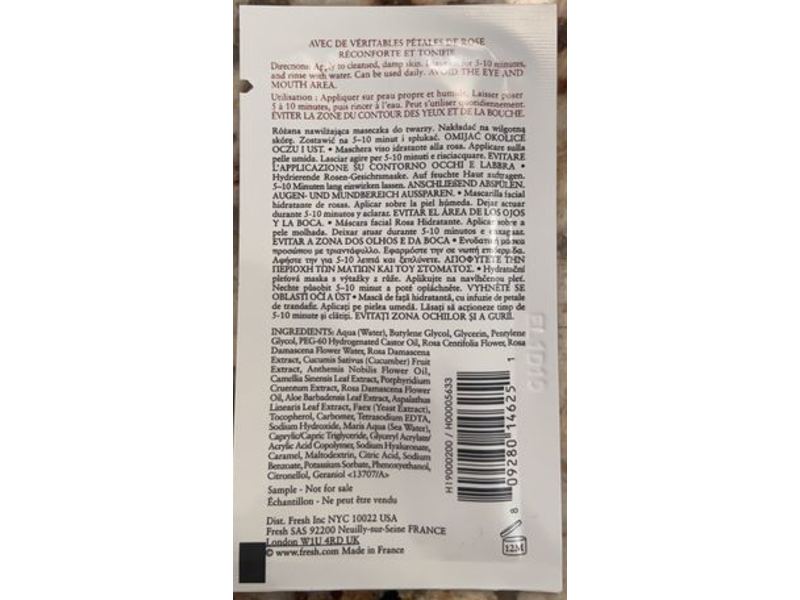 AVEC DE VÉRITABLES PÉTALES DE ROSE
RÉCONFORTE ET TONIFIE
Directions: Apply to cleansed, damp skin. Leave on for 5-10 minutes,
and rinse with water. Can be used daily. AVOID THE EYE AND
MOUTH AREA.
Utilisation : Appliquer sur peau propre et humide. Laisser poser
5 à 10 minutes, puis rincer à l'eau. Peut s'utiliser quotidiennement.
ÉVITER LA ZONE DU CONTOUR DES YEUX ET DE LA BOUCHE.
Różana nawilżająca maseczka do twarzy. Nakładać na wilgotną
skórę. Zostawić na 5–10 minut i spłukać. OMIJAĆ OKOLICE
OCZU I UST. • Maschera viso idratante alla rosa. Applicare sulla
pelle umida. Lasciar agire per 5-10 minuti e risciacquare. EVITARE
L'APPLICAZIONE SU CONTORNO OCCHI E LABBRA •
Hydrierende Rosen-Gesichrsmaske. Auf feuchte Haut auftragen.
5–10 Minuten lang einwirken lassen. ANSCHLIEßEND ABSPÜLEN.
AUGEN- UND MUNDBEREICH AUSSPAREN. • Mascarilla facial
hidratante de rosas. Aplicar sobre la piel húmeda. Dejar actuar
durante 5-10 minutos y aclarar. EVITAR EL ÁREA DE LOS OJOS
Y LA BOCA. • Máscara facial Rosa Hidratante. Aplicar sobre a
pele molhada. Deixar atuar durante 5-10 minutos e enxaguar.
EVITAR A ZONA DOS OLHOS E DA BOCA • Ενυδατική μάσκα
προσώπου με τριαντάφυλλο. Εφαρμόστε την σε νωπή επιδερμίδα.
Αφήστε την για 5-10 λεπτά και ξεπλύνετε. ΑΠΟΦΥΓΕΤΕ ΤΗΝ
ΠΕΡΙΟΧΗ ΤΩΝ ΜΑΤΙΩΝ ΚΑΙ ΤΟΥ ΣΤΟΜΑΤΟΣ. • Hydratační
pleťová maska s výtažky z růže. Aplikujte na navlhčenou pleť.
Nechte působit 5-10 minut a poté opláchněte. VYHNĚTE SE
OBLASTI OČÍ A ÚST • Mască de față hidratantă, cu infuzie de petale
de trandafir. Aplicați pe pielea umedă. Lăsați să acționeze timp de
5-10 minute și clătiți. EVITAȚI ZONA OCHILOR ȘI A GURII.
INGREDIENTS: Aqua (Water), Butylene Glycol, Glycerin, Pentylene
Glycol, PEG-60 Hydrogenated Castor Oil, Rosa Centifolia Flower, Rosa
Damascena Flower Water, Rosa Damascena
Extract, Cucumis Sativus (Cucumber) Fruit
Extract, Anthemis Nobilis Flower Oil,
Camellia Sinensis Leaf Extract, Porphyridium
Cruentum Extract, Rosa Damascena Flower
Oil, Aloe Barbadensis Leaf Extract, Aspalathus
Linearis Leaf Extract, Faex (Yeast Extract),
Tocopherol, Carbomer, Tetrasodium EDTA,
Sodium Hydroxide, Maris Aqua (Sea Water),
Caprylic/Capric Triglyceride, Glyceryl Acrylate/
Acrylic Acid Copolymer, Sodium Hyaluronate,
Caramel, Maltodextrin, Citric Acid, Sodium
Benzoate, Potassium Sorbate, Phenoxyethanol,
Citronellol, Geraniol <13707/A>
Sample - Not for sale
Échantillon - Ne peut être vendu
Dist. Fresh Inc NYC 10022 USA
Fresh SAS 92200 Neuilly-sur-Seine FRANCE
London W1U 4RD UK
© www.fresh.com Made in France
H19000200 / H00005633
8 09280 14625 1
12M